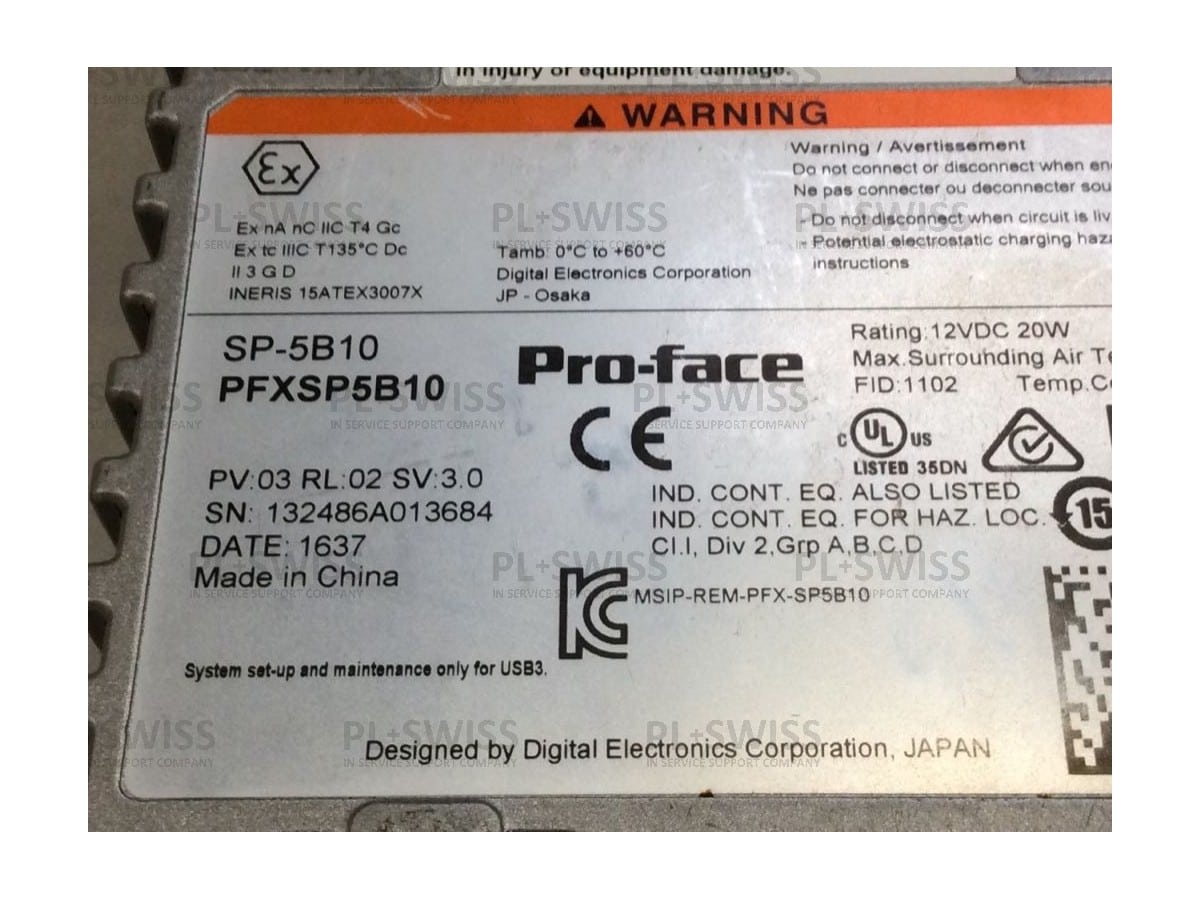 in injury or equipment damage.
WARNING
Ex
Warning / Avertissement
Do not connect or disconnect when
Ne pas connecter ou deconnecter
- Do not disconnect when circuit is
- Potential electrostatic charging
instructions
Ex nA nC IIC T4 Gc
Ex tc IIIC T135°C Dc
II 3 G D
INERIS 15ATEX3007X
Tamb: 0°C to +60°C
Digital Electronics Corporation
JP - Osaka
SP-5B10
PFXSP5B10
Pro-face
CE
Rating:12VDC 20W
Max.Surrounding Air
FID:1102
C UL US
LISTED 35DN
PV:03 RL:02 SV:3.0
SN: 132486A013684
DATE: 1637
Made in China
IND. CONT. EQ. ALSO LISTED
IND. CONT. EQ. FOR HAZ. LOC.
Cl.I, Div 2,Grp A,B,C,D
15
KC
MSIP-REM-PFX-SP5B10
System set-up and maintenance only for USB3.
Designed by Digital Electronics Corporation, JAPAN
PL+SWISS
IN SERVICE SUPPORT COMPANY